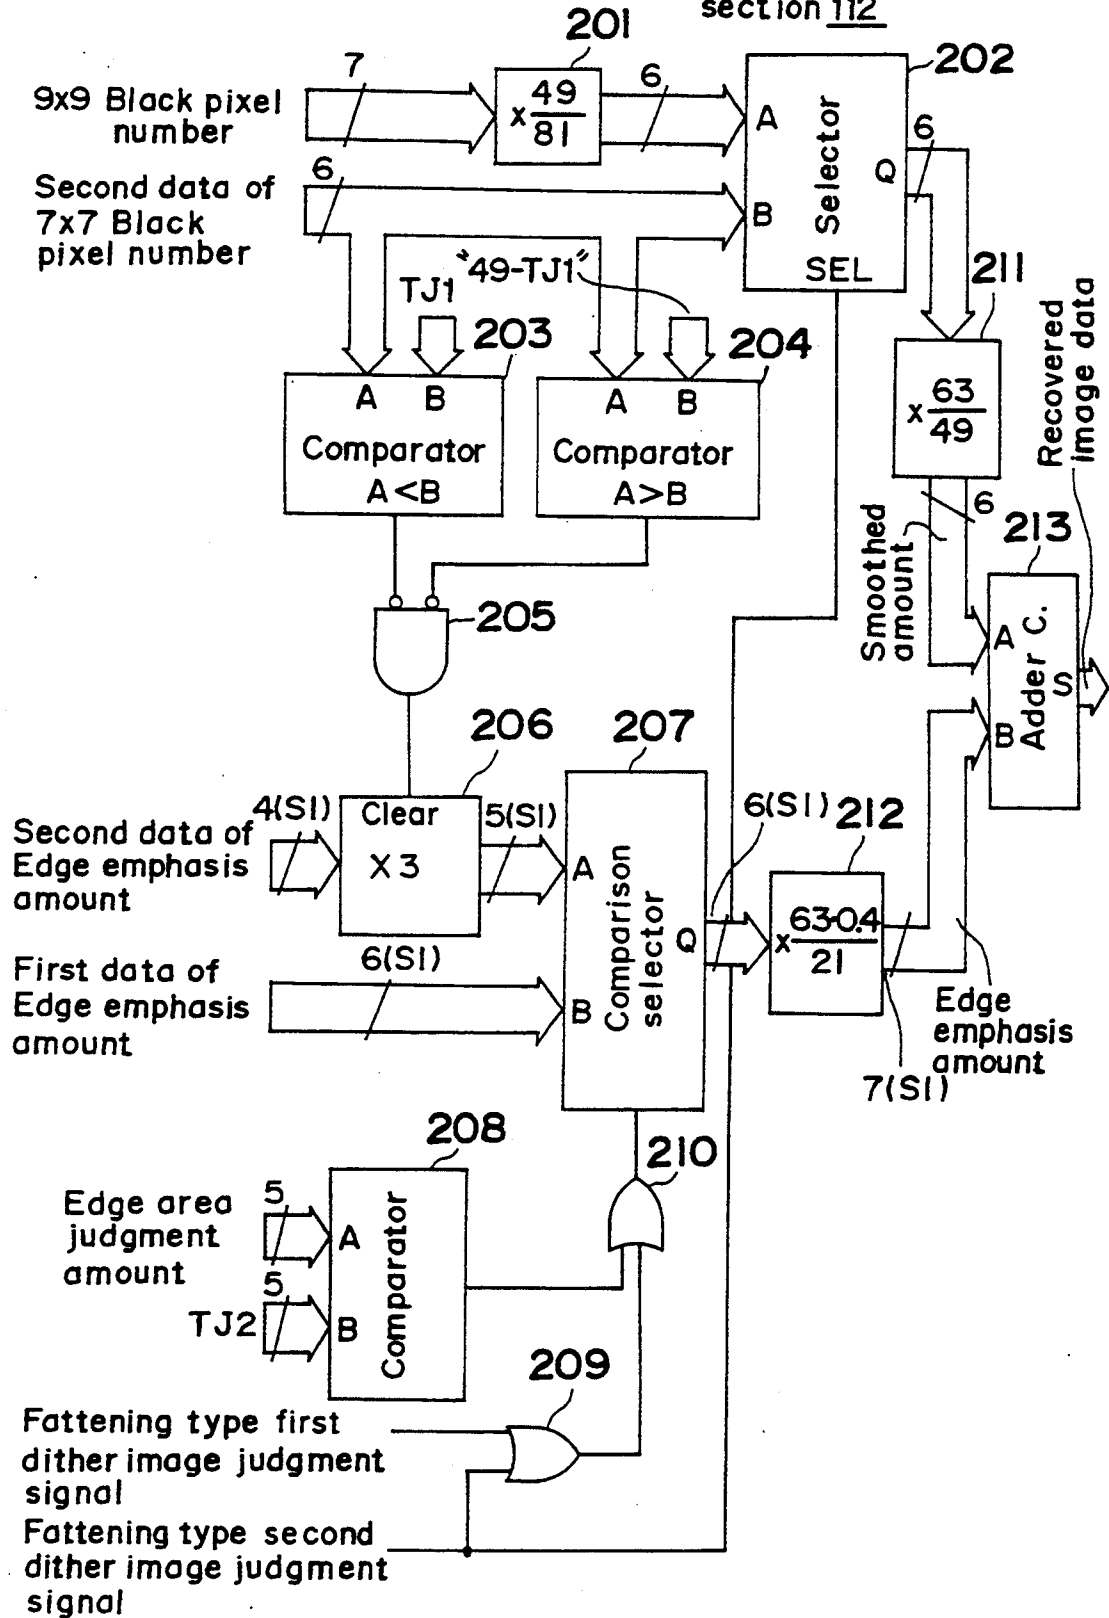 section 112
201
202
9x9 Black pixel
number
7
x 49/81
6
A
Selector
Q
6
Second data of
7x7 Black
pixel number
6
B
SEL
TJ1
"49-TJ1"
203
204
211
A B
Comparator
A<B
A B
Comparator
A>B
x 63/49
Recovered
image data
6
Smoothed
amount
213
205
A
Adder C.
S
B
206
207
4(S1)
Clear
5(S1)
Second data of
Edge emphasis
amount
X3
A
Comparison
selector
Q
6(S1)
212
x 63·0.4/21
First data of
Edge emphasis
amount
6(S1)
B
Edge
emphasis
amount
7(S1)
208
210
Edge area
judgment
amount
5
A
Comparator
5
TJ2
B
209
Fattening type first
dither image judgment
signal
Fattening type second
dither image judgment
signal